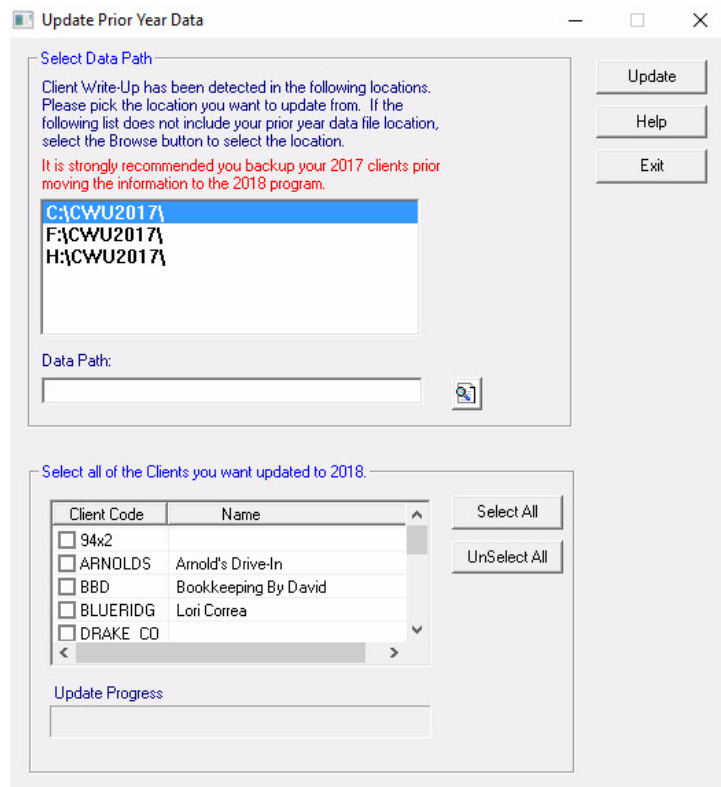 Update Prior Year Data
Select Data Path
Client Write-Up has been detected in the following locations.
Please pick the location you want to update from. If the
following list does not include your prior year data file location,
select the Browse button to select the location.
It is strongly recommended you backup your 2017 clients prior
moving the information to the 2018 program.
C:\CWU2017\
F:\CWU2017\
H:\CWU2017\
Data Path:
Update
Help
Exit
Select all of the Clients you want updated to 2018.
Client Code Name
94x2
ARNOLDS Arnold's Drive-In
BBD Bookkeeping By David
BLUERIDG Lori Correa
DRAKE_CO
Select All
UnSelect All
Update Progress